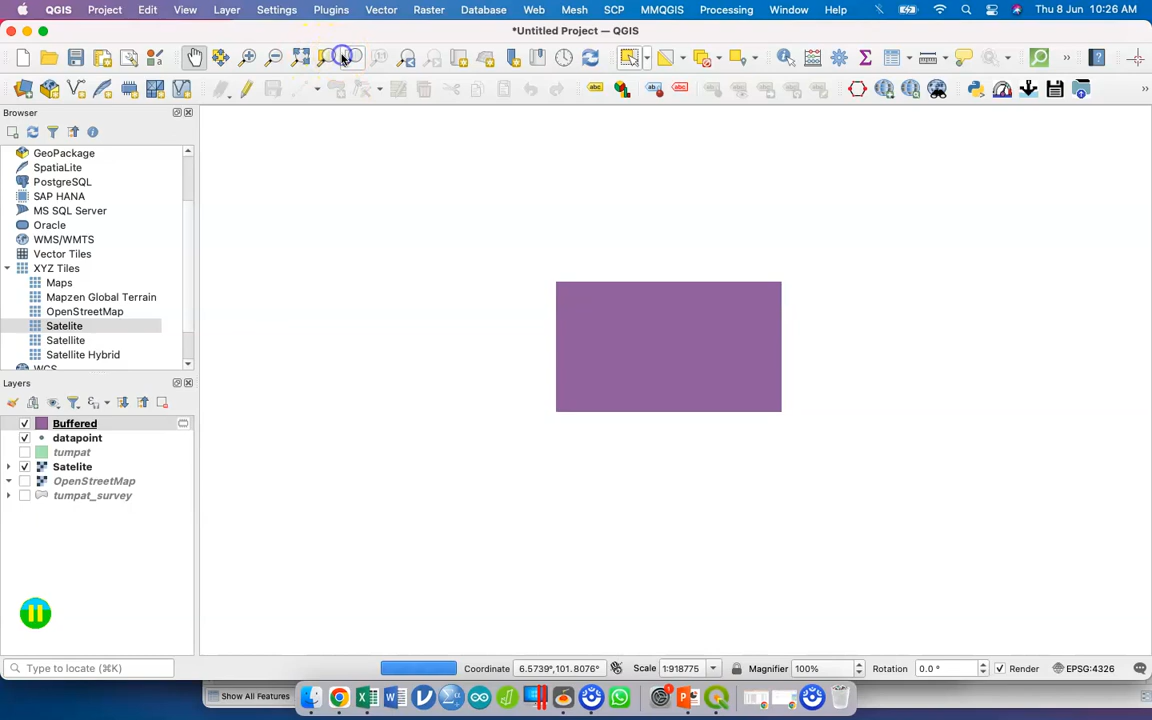 QGIS Project Edit View Layer Settings Plugins Vector Raster Database Web Mesh SCP MMQGIS Processing Window Help Thu 8 Jun 10:26 AM
*Untitled Project — QGIS
Browser
GeoPackage
SpatiaLite
PostgreSQL
SAP HANA
MS SQL Server
Oracle
WMS/WMTS
Vector Tiles
XYZ Tiles
Maps
Mapzen Global Terrain
OpenStreetMap
Satelite
Satellite
Satellite Hybrid
WCS
Layers
Buffered
datapoint
tumpat
Satelite
OpenStreetMap
tumpat_survey
Type to locate (⌘K)
Coordinate 6.5739°,101.8076° Scale 1:918775 Magnifier 100% Rotation 0.0 ° Render EPSG:4326
Show All Features